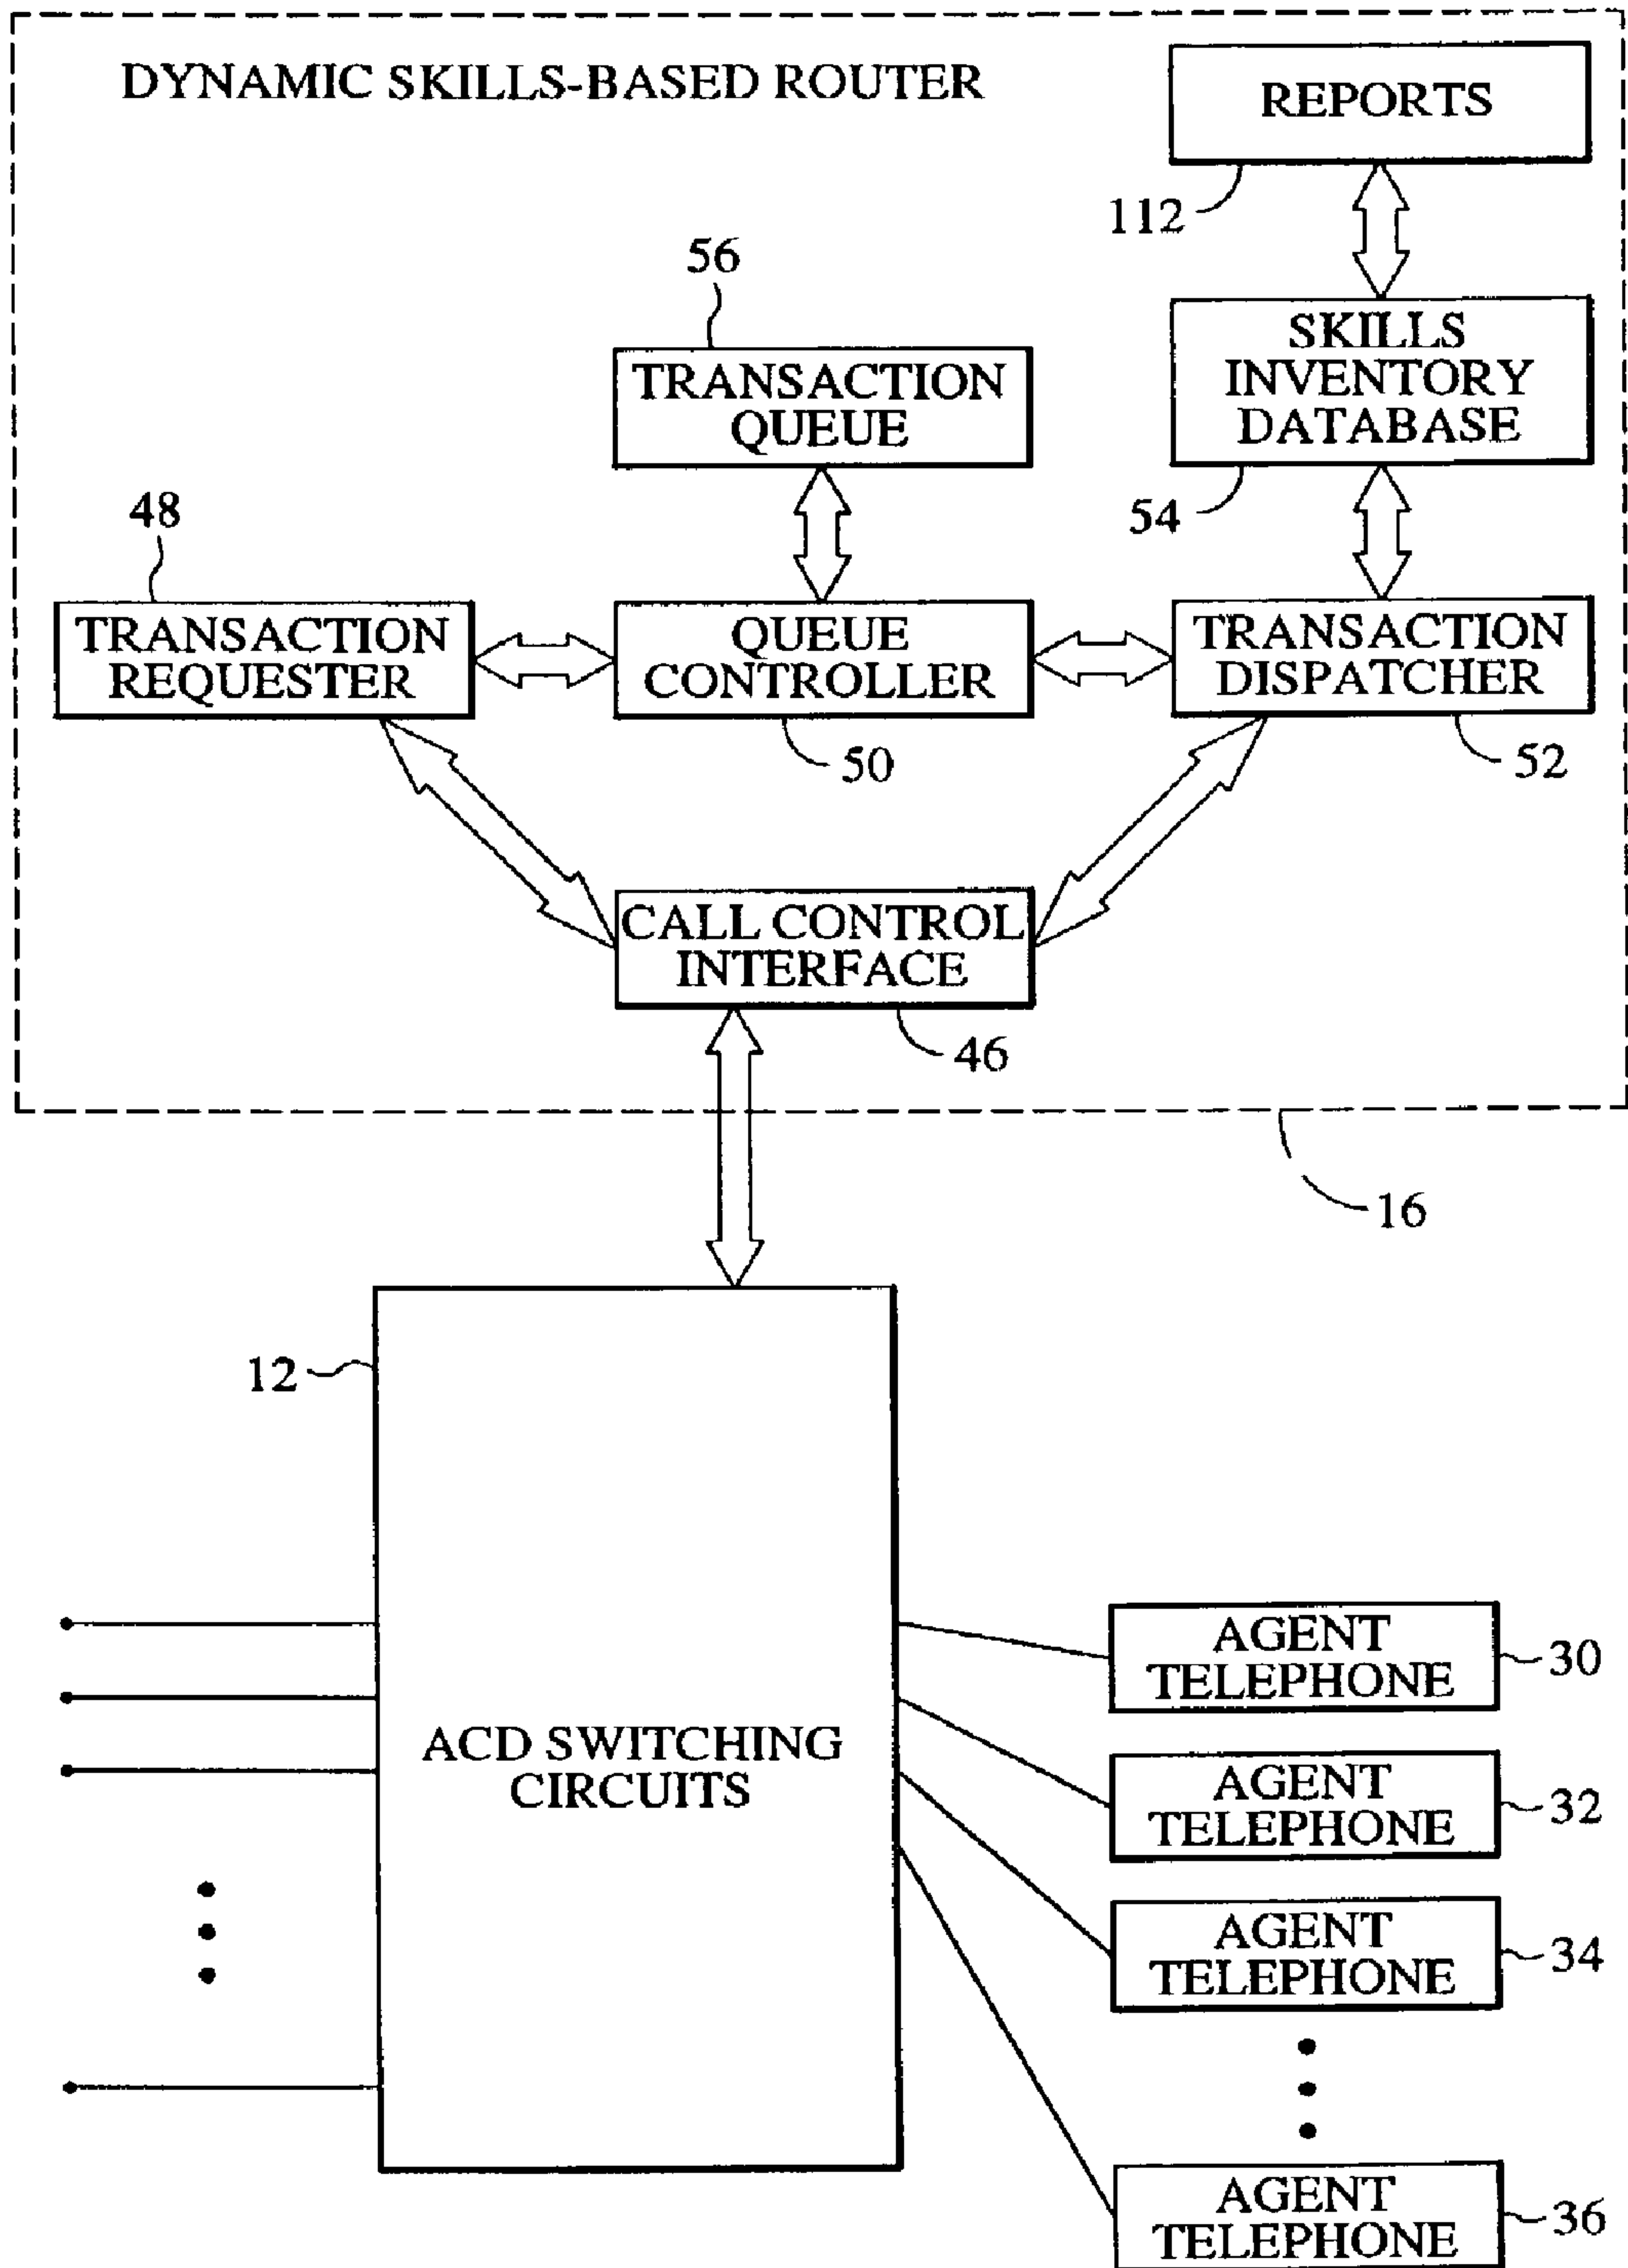 DYNAMIC SKILLS-BASED ROUTER
REPORTS
112
56
SKILLS
INVENTORY
DATABASE
TRANSACTION
QUEUE
54
48
TRANSACTION
REQUESTER
QUEUE
CONTROLLER
TRANSACTION
DISPATCHER
50
52
CALL CONTROL
INTERFACE
46
16
12
ACD SWITCHING
CIRCUITS
AGENT
TELEPHONE
30
AGENT
TELEPHONE
32
AGENT
TELEPHONE
34
AGENT
TELEPHONE
36